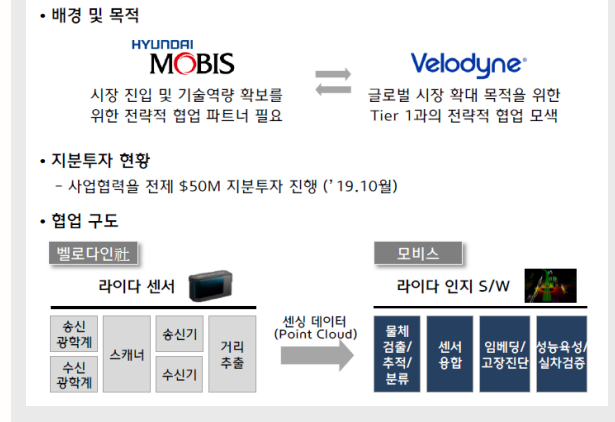 • 배경 및 목적
HYUNDAI
MOBIS
Velodyne
시장 진입 및 기술역량 확보를
위한 전략적 협업 파트너 필요
글로벌 시장 확대 목적을 위한
Tier 1과의 전략적 협업 모색
• 지분투자 현황
- 사업협력을 전제 $50M 지분투자 진행 ('19.10월)
• 협업 구도
벨로다인社
라이다 센서
송신
광학계
수신
광학계
스캐너
송신기
수신기
거리
추출
센싱 데이터
(Point Cloud)
모비스
라이다 인지 S/W
물체
검출/
추적/
분류
센서
융합
임베딩/
고장진단
성능육성/
실차검증